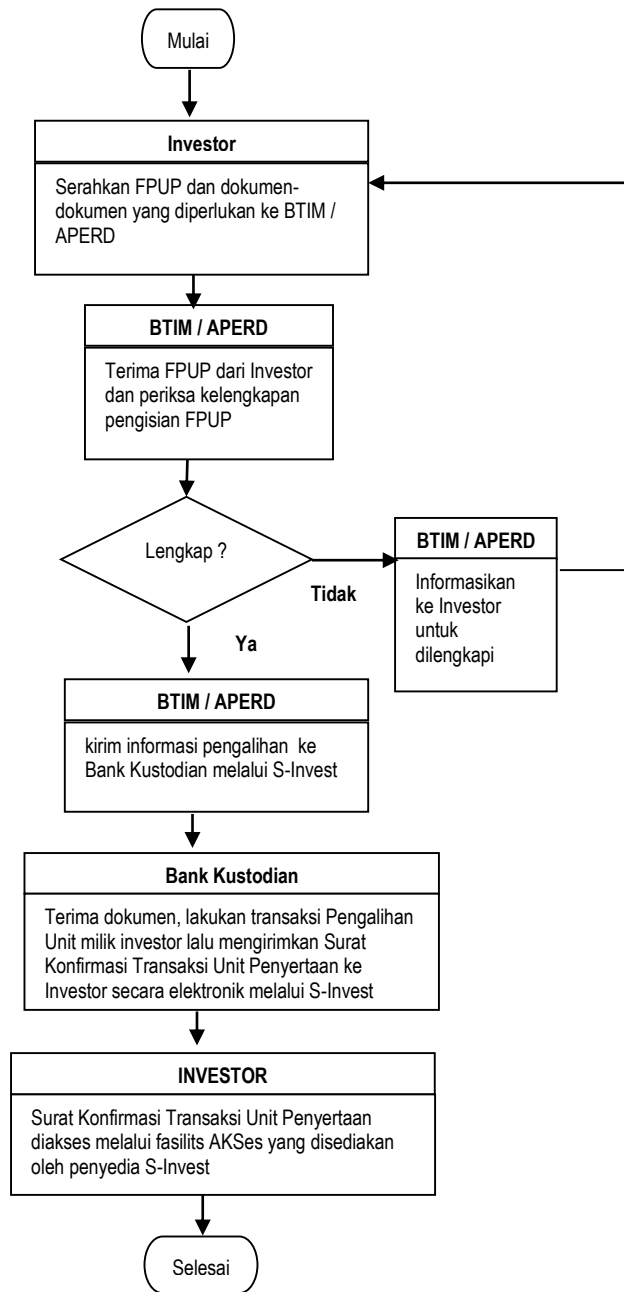 Mulai
Investor
Serahkan FPUP dan dokumen-
dokumen yang diperlukan ke BTIM /
APERD
BTIM / APERD
Terima FPUP dari Investor
dan periksa kelengkapan
pengisian FPUP
Lengkap ?
Tidak
BTIM / APERD
Informasikan
ke Investor
untuk
dilengkapi
Ya
BTIM / APERD
kirim informasi pengalihan ke
Bank Kustodian melalui S-Invest
Bank Kustodian
Terima dokumen, lakukan transaksi Pengalihan
Unit milik investor lalu mengirimkan Surat
Konfirmasi Transaksi Unit Penyertaan ke
Investor secara elektronik melalui S-Invest
INVESTOR
Surat Konfirmasi Transaksi Unit Penyertaan
diakses melalui fasilits AKSes yang disediakan
oleh penyedia S-Invest
Selesai